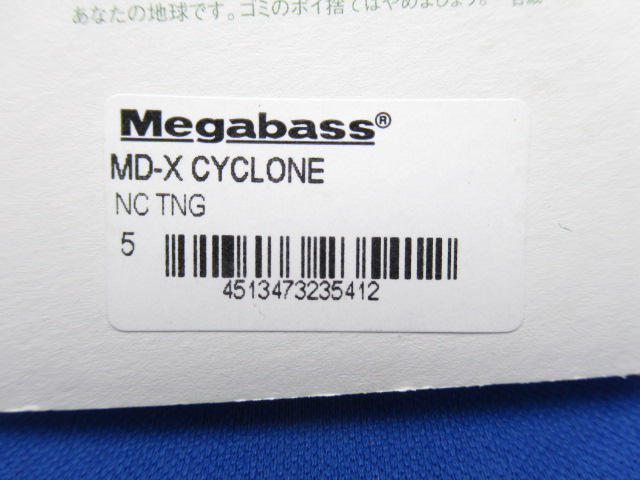 あなたの地球です。ゴミのポイ捨てはやめましょう。
Megabass®
MD-X CYCLONE
NC TNG
5
4513473235412